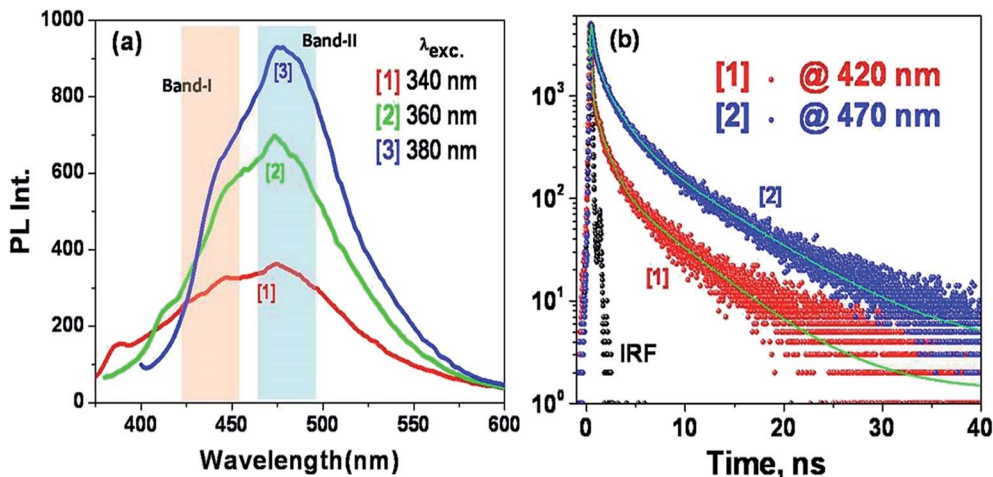 (a)
Band-I
Band-II
λexc.
[1] 340 nm
[2] 360 nm
[3] 380 nm
[3]
[2]
[1]
PL Int.
1000
800
600
400
200
0
400 450 500 550 600
Wavelength(nm)
(b)
[1] • @ 420 nm
[2] • @ 470 nm
[2]
[1]
IRF
10³
10²
10¹
10⁰
0 10 20 30 40
Time, ns